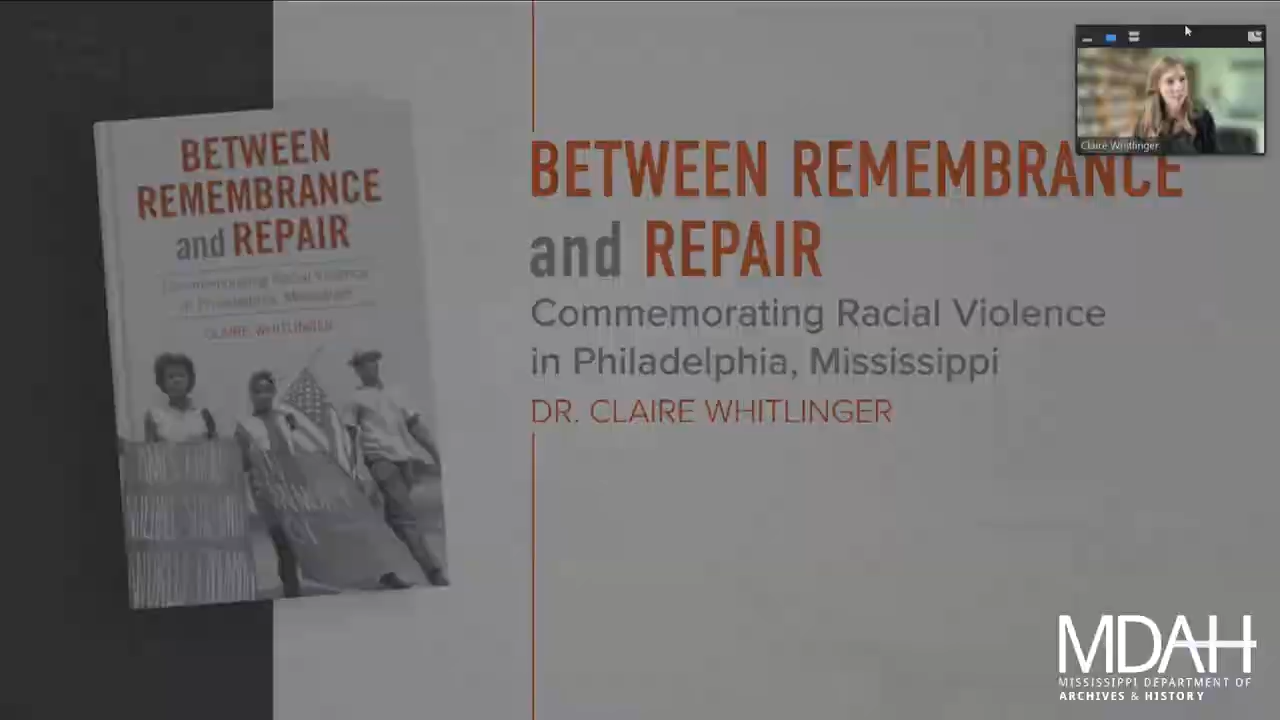 BETWEEN
REMEMBRANCE
and REPAIR
Commemorating Racial Violence
in Philadelphia, Mississippi
CLAIRE WHITLINGER
BETWEEN REMEMBRANCE
and REPAIR
Commemorating Racial Violence
in Philadelphia, Mississippi
DR. CLAIRE WHITLINGER
Claire Whitlinger
MDAH
MISSISSIPPI DEPARTMENT OF
ARCHIVES & HISTORY